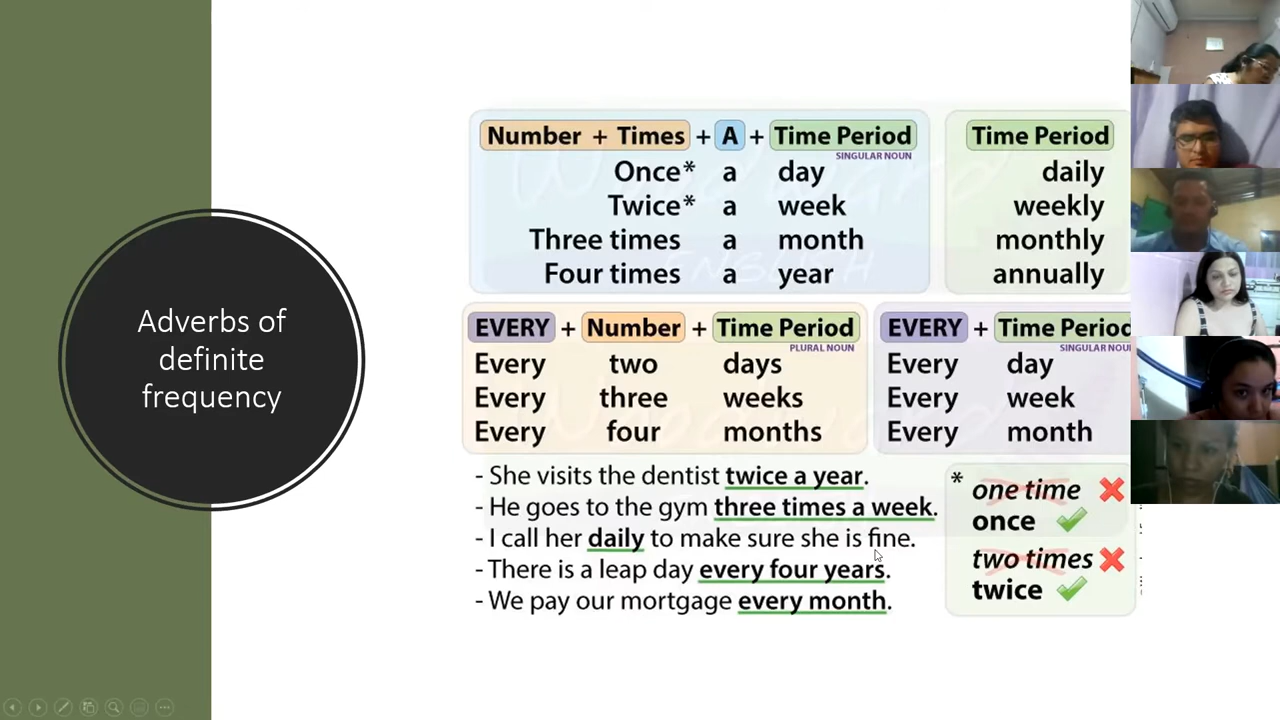 Adverbs of
definite
frequency
Number + Times + A + Time Period
SINGULAR NOUN
Once* a day
Twice* a week
Three times a month
Four times a year
Time Period
daily
weekly
monthly
annually
EVERY + Number + Time Period
PLURAL NOUN
Every two days
Every three weeks
Every four months
EVERY + Time Period
SINGULAR NOUN
Every day
Every week
Every month
- She visits the dentist twice a year.
- He goes to the gym three times a week.
- I call her daily to make sure she is fine.
- There is a leap day every four years.
- We pay our mortgage every month.
* one time
once
two times
twice